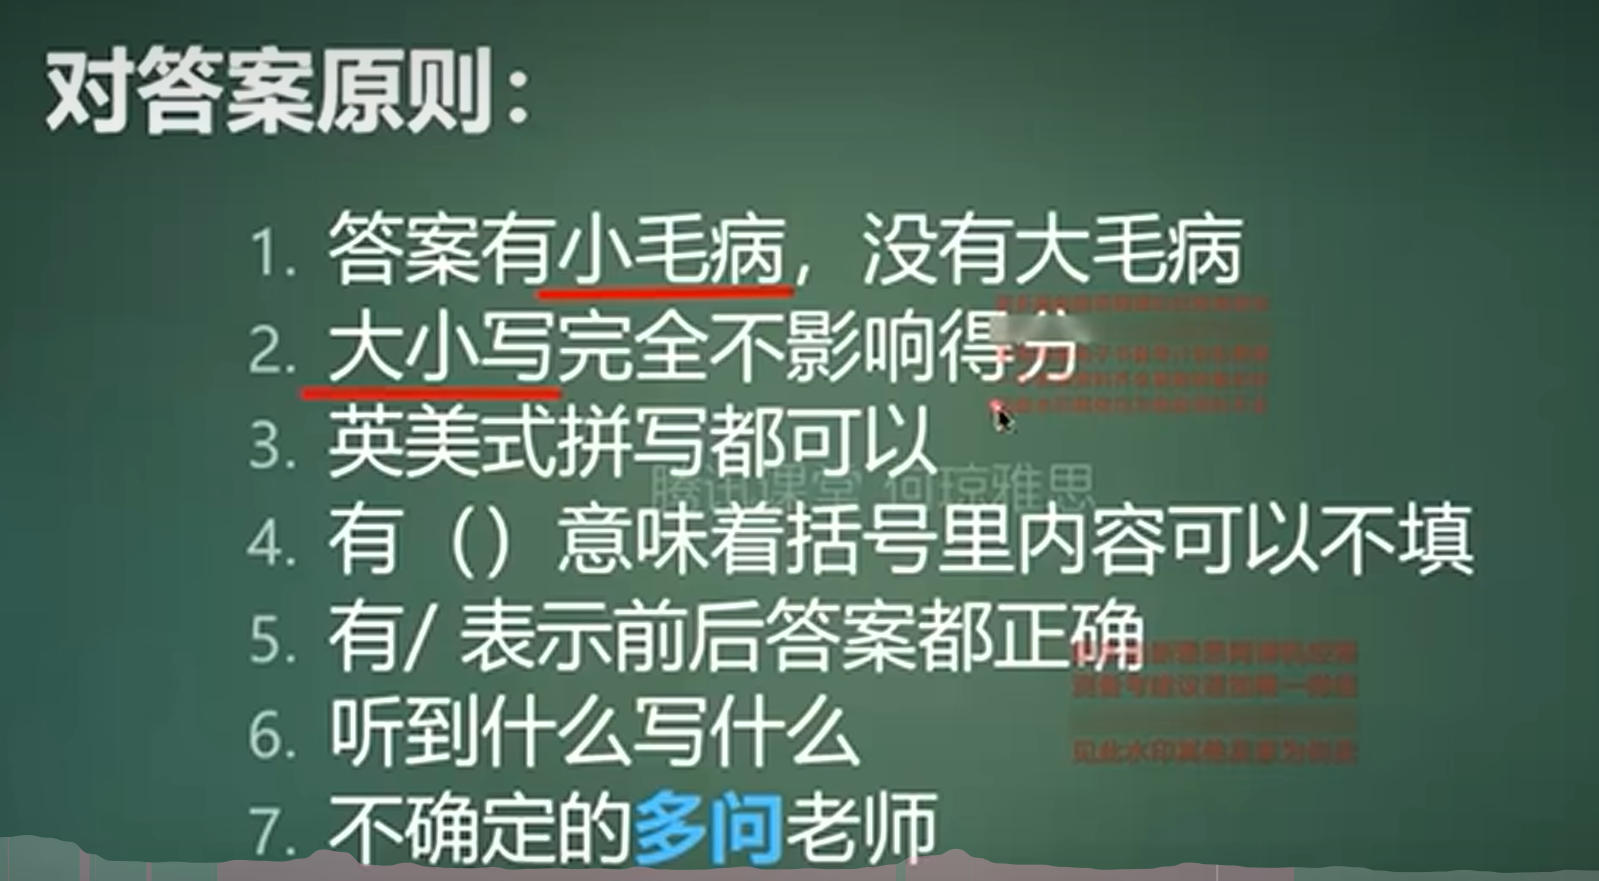 对答案原则：
1. 答案有小毛病，没有大毛病
2. 大小写完全不影响得分
3. 英美式拼写都可以
腾讯课堂 何琼雅思
4. 有（）意味着括号里内容可以不填
5. 有/ 表示前后答案都正确
6. 听到什么写什么
7. 不确定的多问老师